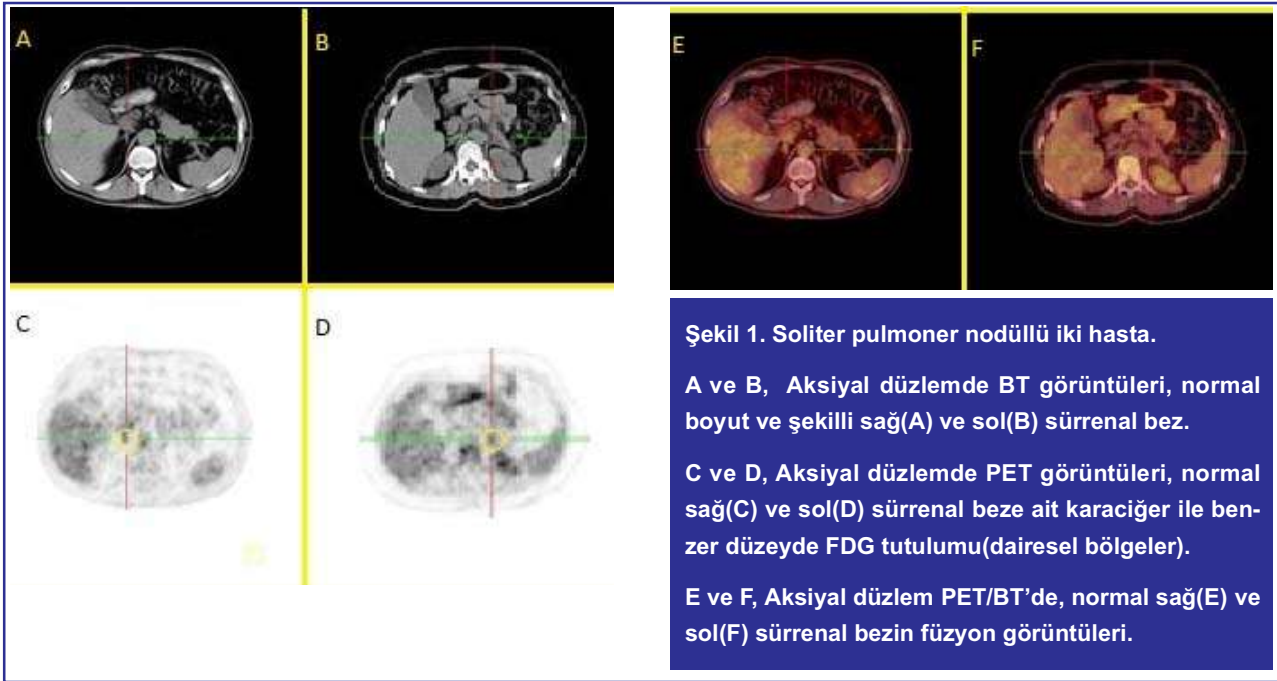 A
B
E
F
C
D
Şekil 1. Soliter pulmoner nodüllü iki hasta.
A ve B, Aksiyal düzlemde BT görüntüleri, normal
boyut ve şekilli sağ(A) ve sol(B) sürrenal bez.
C ve D, Aksiyal düzlemde PET görüntüleri, normal
sağ(C) ve sol(D) sürrenal beze ait karaciğer ile ben-
zer düzeyde FDG tutulumu(dairesel bölgeler).
E ve F, Aksiyal düzlem PET/BT’de, normal sağ(E) ve
sol(F) sürrenal bezin füzyon görüntüleri.